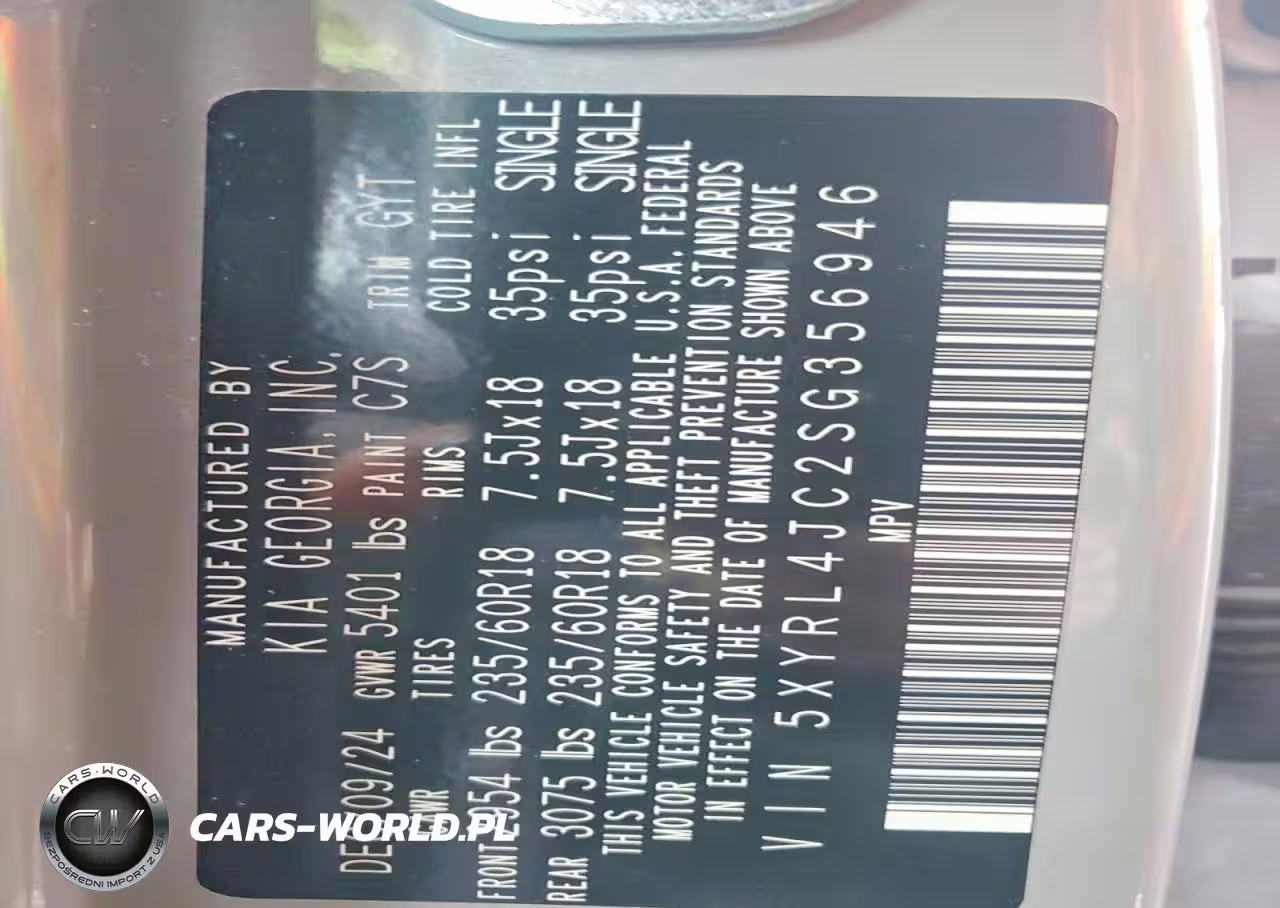 MANUFACTURED BY
KIA GEORGIA, INC.
DE 09/24 GVWR 5401 lbs PAINT C7S TRIM GYT
TIRES RIMS COLD TIRE INFL
FRONT 2954 lbs 235/60R18 7.5Jx18 35psi SINGLE
REAR 3075 lbs 235/60R18 7.5Jx18 35psi SINGLE
THIS VEHICLE CONFORMS TO ALL APPLICABLE U.S.A. FEDERAL
MOTOR VEHICLE SAFETY AND THEFT PREVENTION STANDARDS
IN EFFECT ON THE DATE OF MANUFACTURE SHOWN ABOVE
VIN 5XYRL4JC2SG356946
MPV
CARS-WORLD
CW
BEZPOŚREDNI IMPORT Z USA
CARS-WORLD.PL